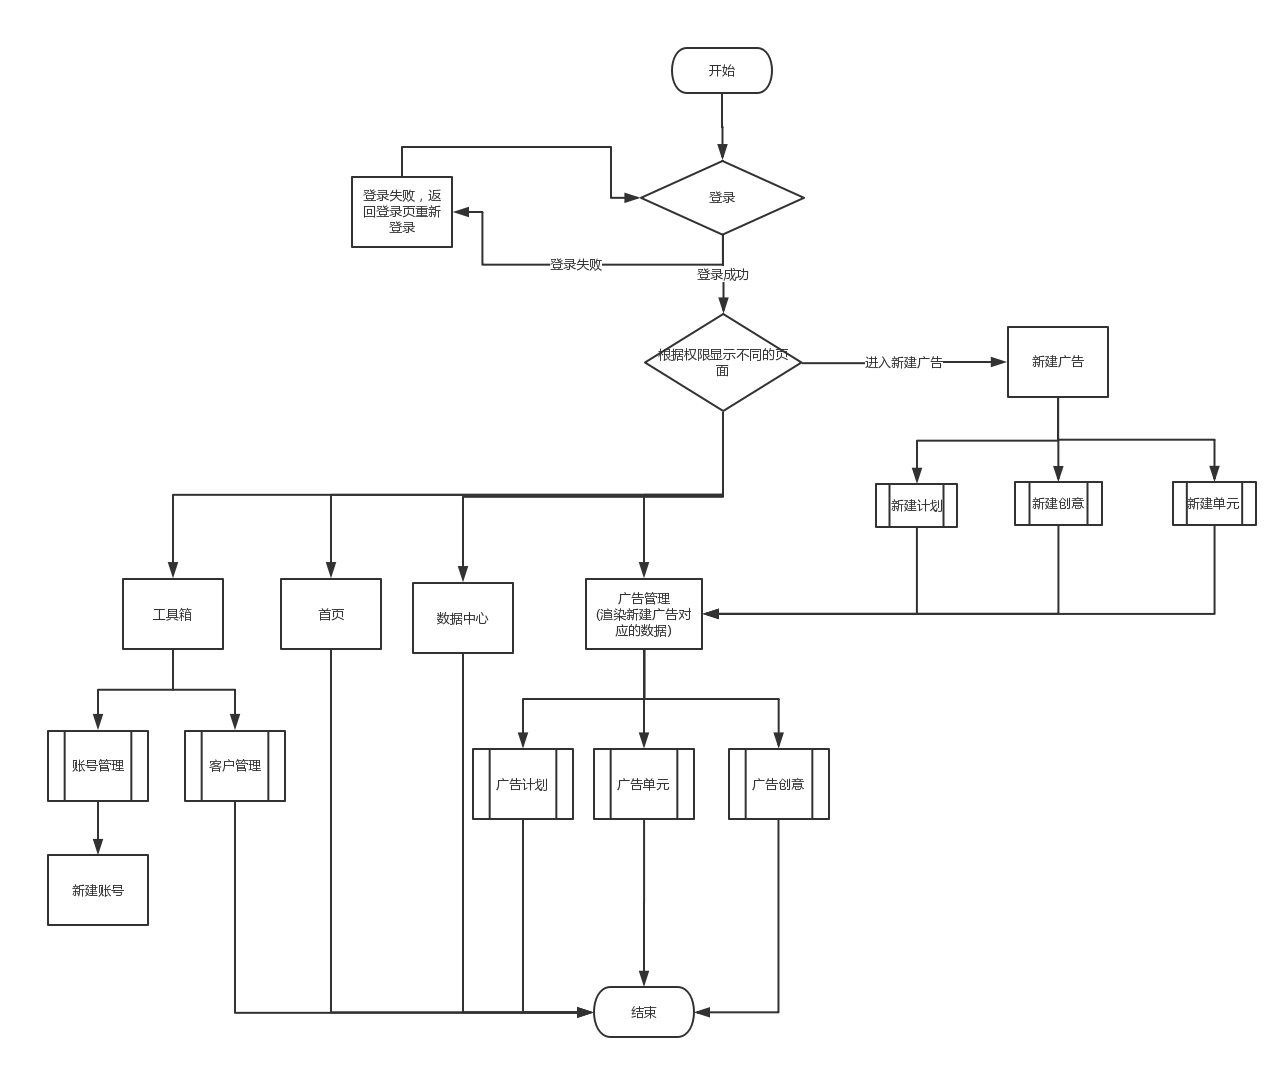 开始
登录
登录失败，返
回登录页重新
登录
登录失败
登录成功
根据权限显示不同的页
面
进入新建广告
新建广告
新建计划
新建创意
新建单元
工具箱
首页
数据中心
广告管理
(渲染新建广告对
应的数据)
账号管理
客户管理
广告计划
广告单元
广告创意
新建账号
结束